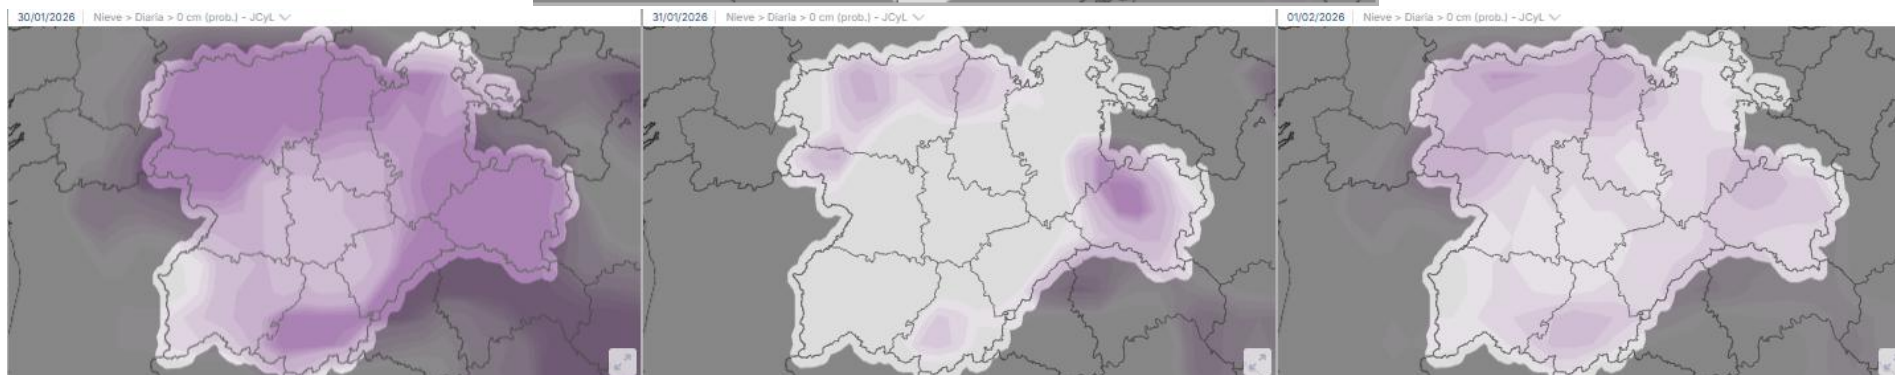 30/01/2026 Nieve > Diaria > 0 cm (prob.) - JCyL
31/01/2026 Nieve > Diaria > 0 cm (prob.) - JCyL
01/02/2026 Nieve > Diaria > 0 cm (prob.) - JCyL